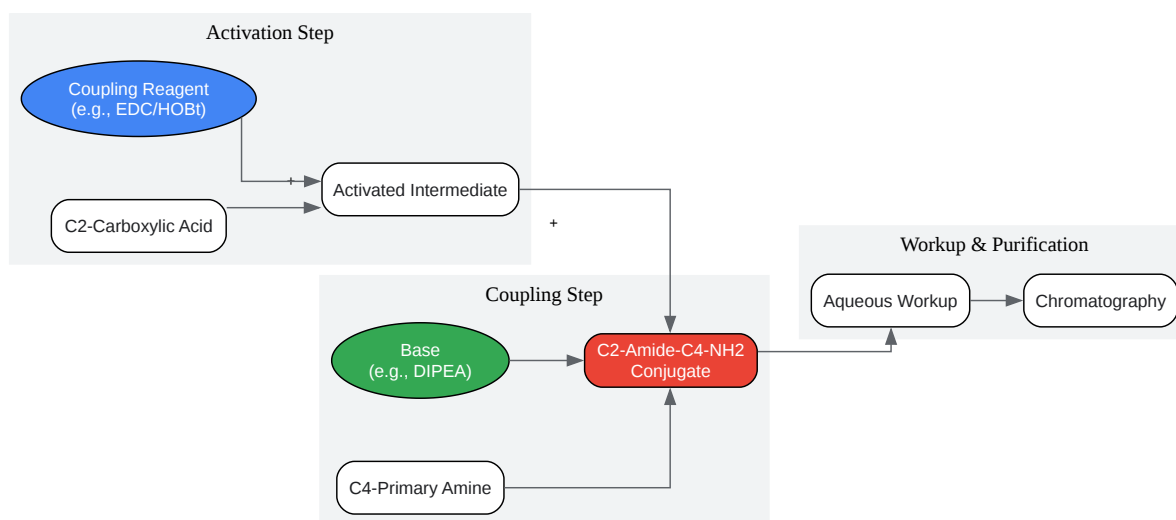 Activation Step
Coupling Reagent
(e.g., EDC/HOBt)
+
Activated Intermediate
C2-Carboxylic Acid
+
Coupling Step
Base
(e.g., DIPEA)
C2-Amide-C4-NH2
Conjugate
C4-Primary Amine
Workup & Purification
Aqueous Workup
Chromatography